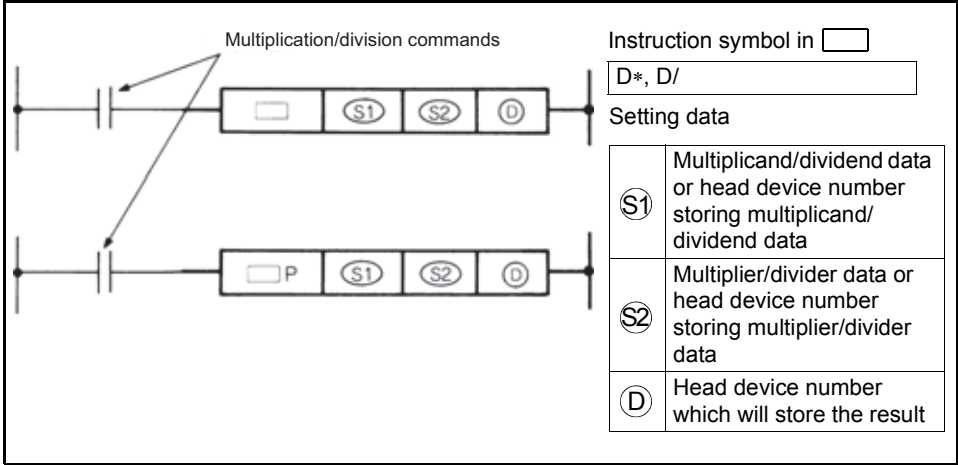 Multiplication/division commands
S1 S2 D
P S1 S2 D
Instruction symbol in
D*, D/
Setting data
S1
Multiplicand/dividend data
or head device number
storing multiplicand/
dividend data
S2
Multiplier/divider data or
head device number
storing multiplier/divider
data
D
Head device number
which will store the result